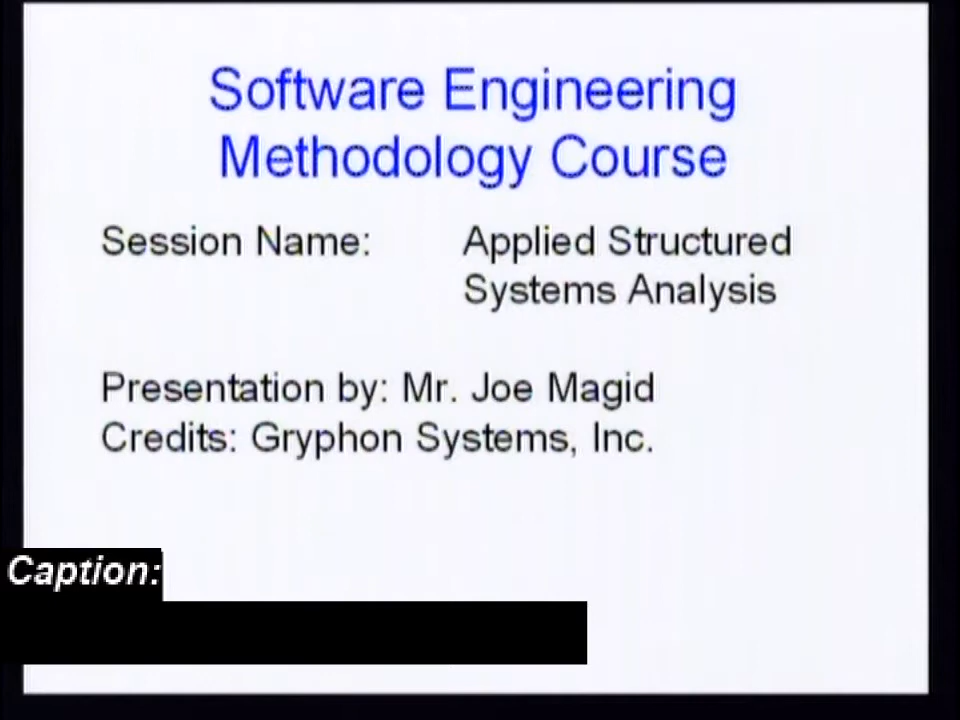 Software Engineering
Methodology Course
Session Name: Applied Structured
Systems Analysis
Presentation by: Mr. Joe Magid
Credits: Gryphon Systems, Inc.
Caption: